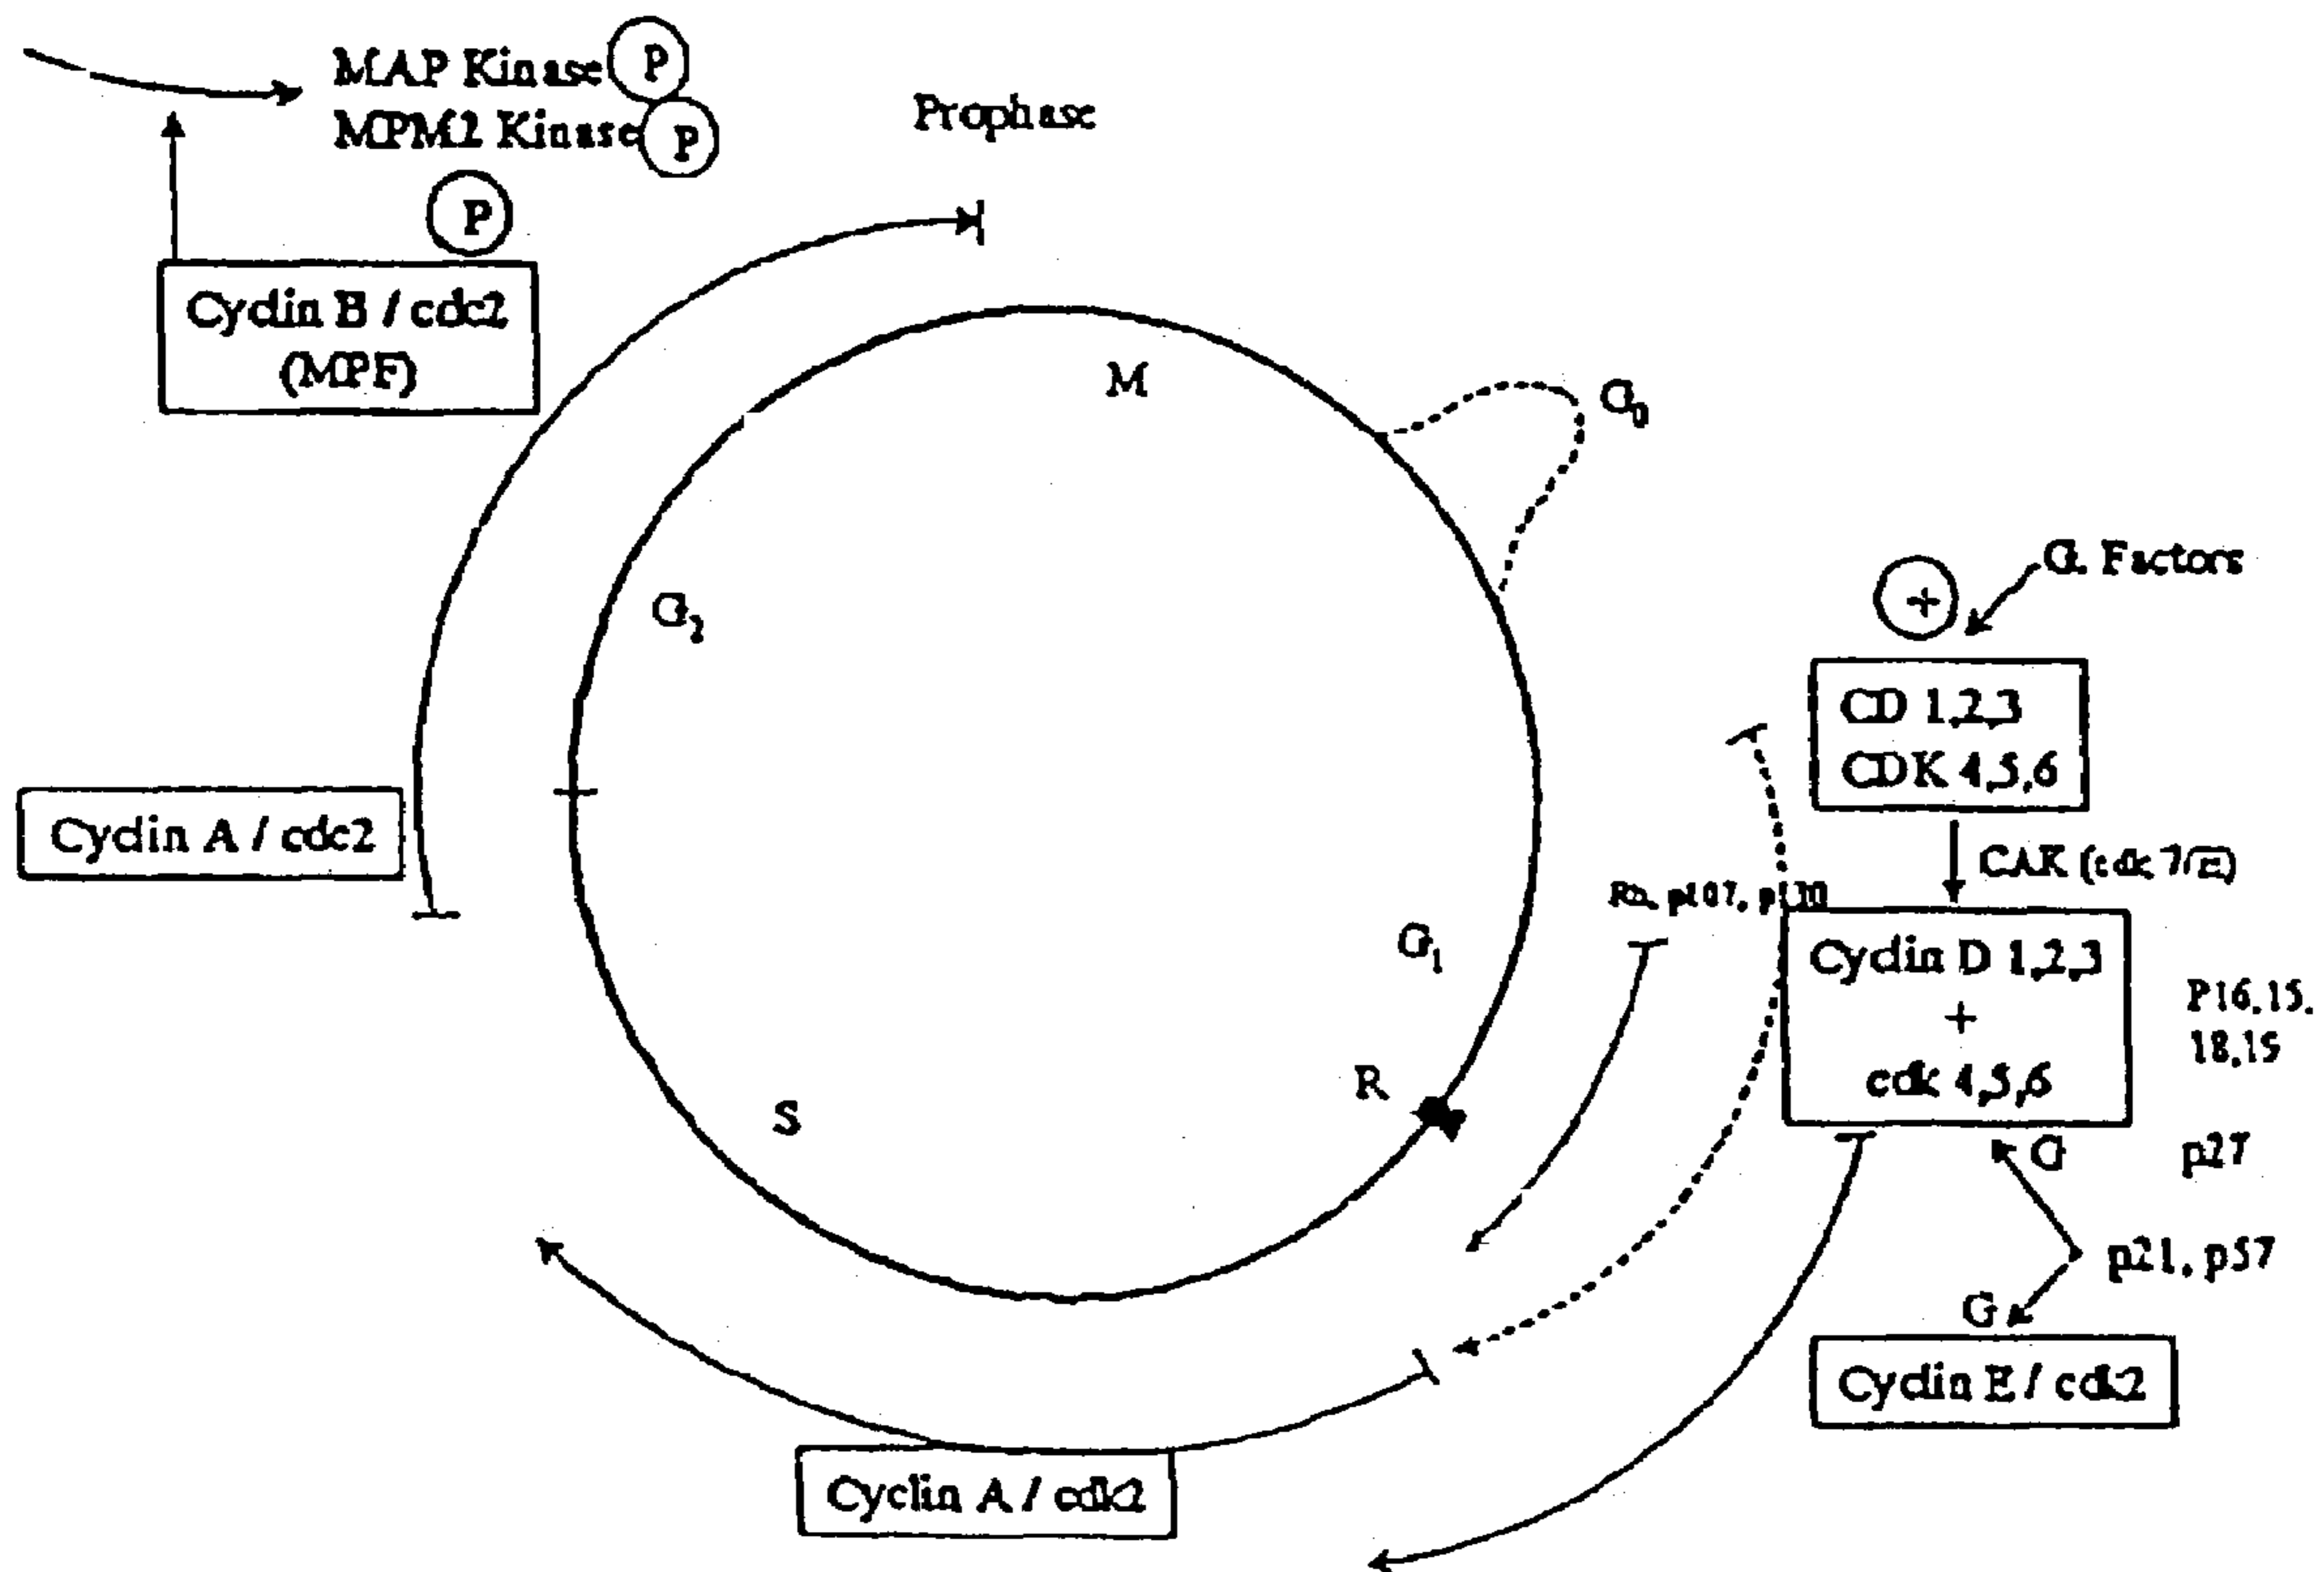 MAP Kinase P
MPM2 Kinase P
P
Prophase
Cyclin B / cdc2
(MPF)
M
G0
G2
G. Factors
+
CD 1,2,3
CDK 4,5,6
Cyclin A / cdc2
CAK (cdk 7/
Rb, p107, p130
G1
Cyclin D 1,2,3
+
cdk 4,5,6
P16,15,
18,19
R
S
G
p27
p21, p57
G
Cyclin E / cdk2
Cyclin A / cdk2